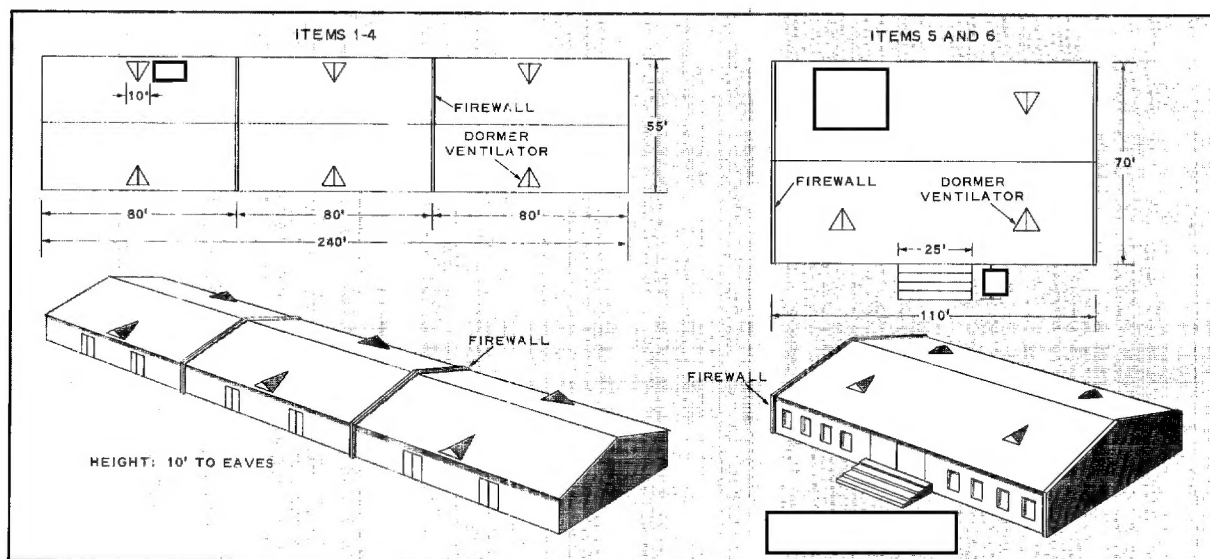 ITEMS 1-4
10'
FIREWALL
DORMER
VENTILATOR
55'
80'
80'
80'
240'
FIREWALL
HEIGHT: 10' TO EAVES
ITEMS 5 AND 6
FIREWALL
DORMER
VENTILATOR
70'
25'
110'
FIREWALL